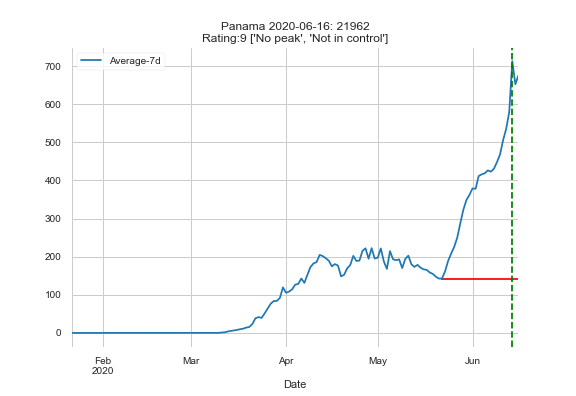 Panama 2020-06-16: 21962
Rating:9 ['No peak', 'Not in control']
Average-7d
700
600
500
400
300
200
100
0
Feb Mar Apr May Jun
2020
Date